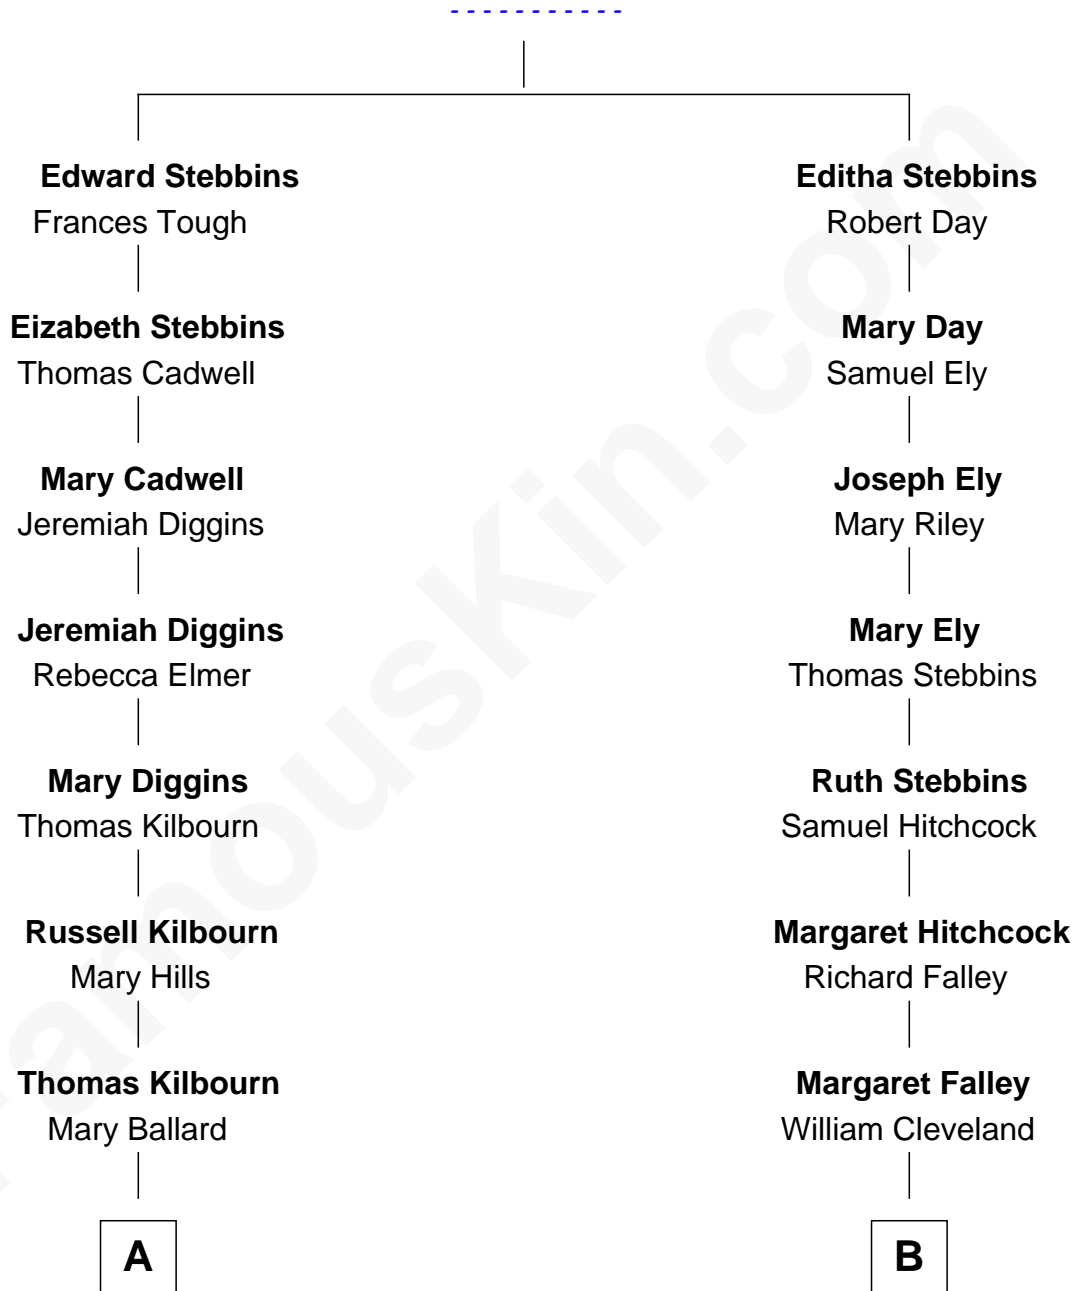 - - - - - - - - - - -
Edward Stebbins
Frances Tough
Editha Stebbins
Robert Day
Eizabeth Stebbins
Thomas Cadwell
Mary Day
Samuel Ely
Mary Cadwell
Jeremiah Diggins
Joseph Ely
Mary Riley
Jeremiah Diggins
Rebecca Elmer
Mary Ely
Thomas Stebbins
Mary Diggins
Thomas Kilbourn
Ruth Stebbins
Samuel Hitchcock
Russell Kilbourn
Mary Hills
Margaret Hitchcock
Richard Falley
Thomas Kilbourn
Mary Ballard
Margaret Falley
William Cleveland
A
B
FamousKin.com